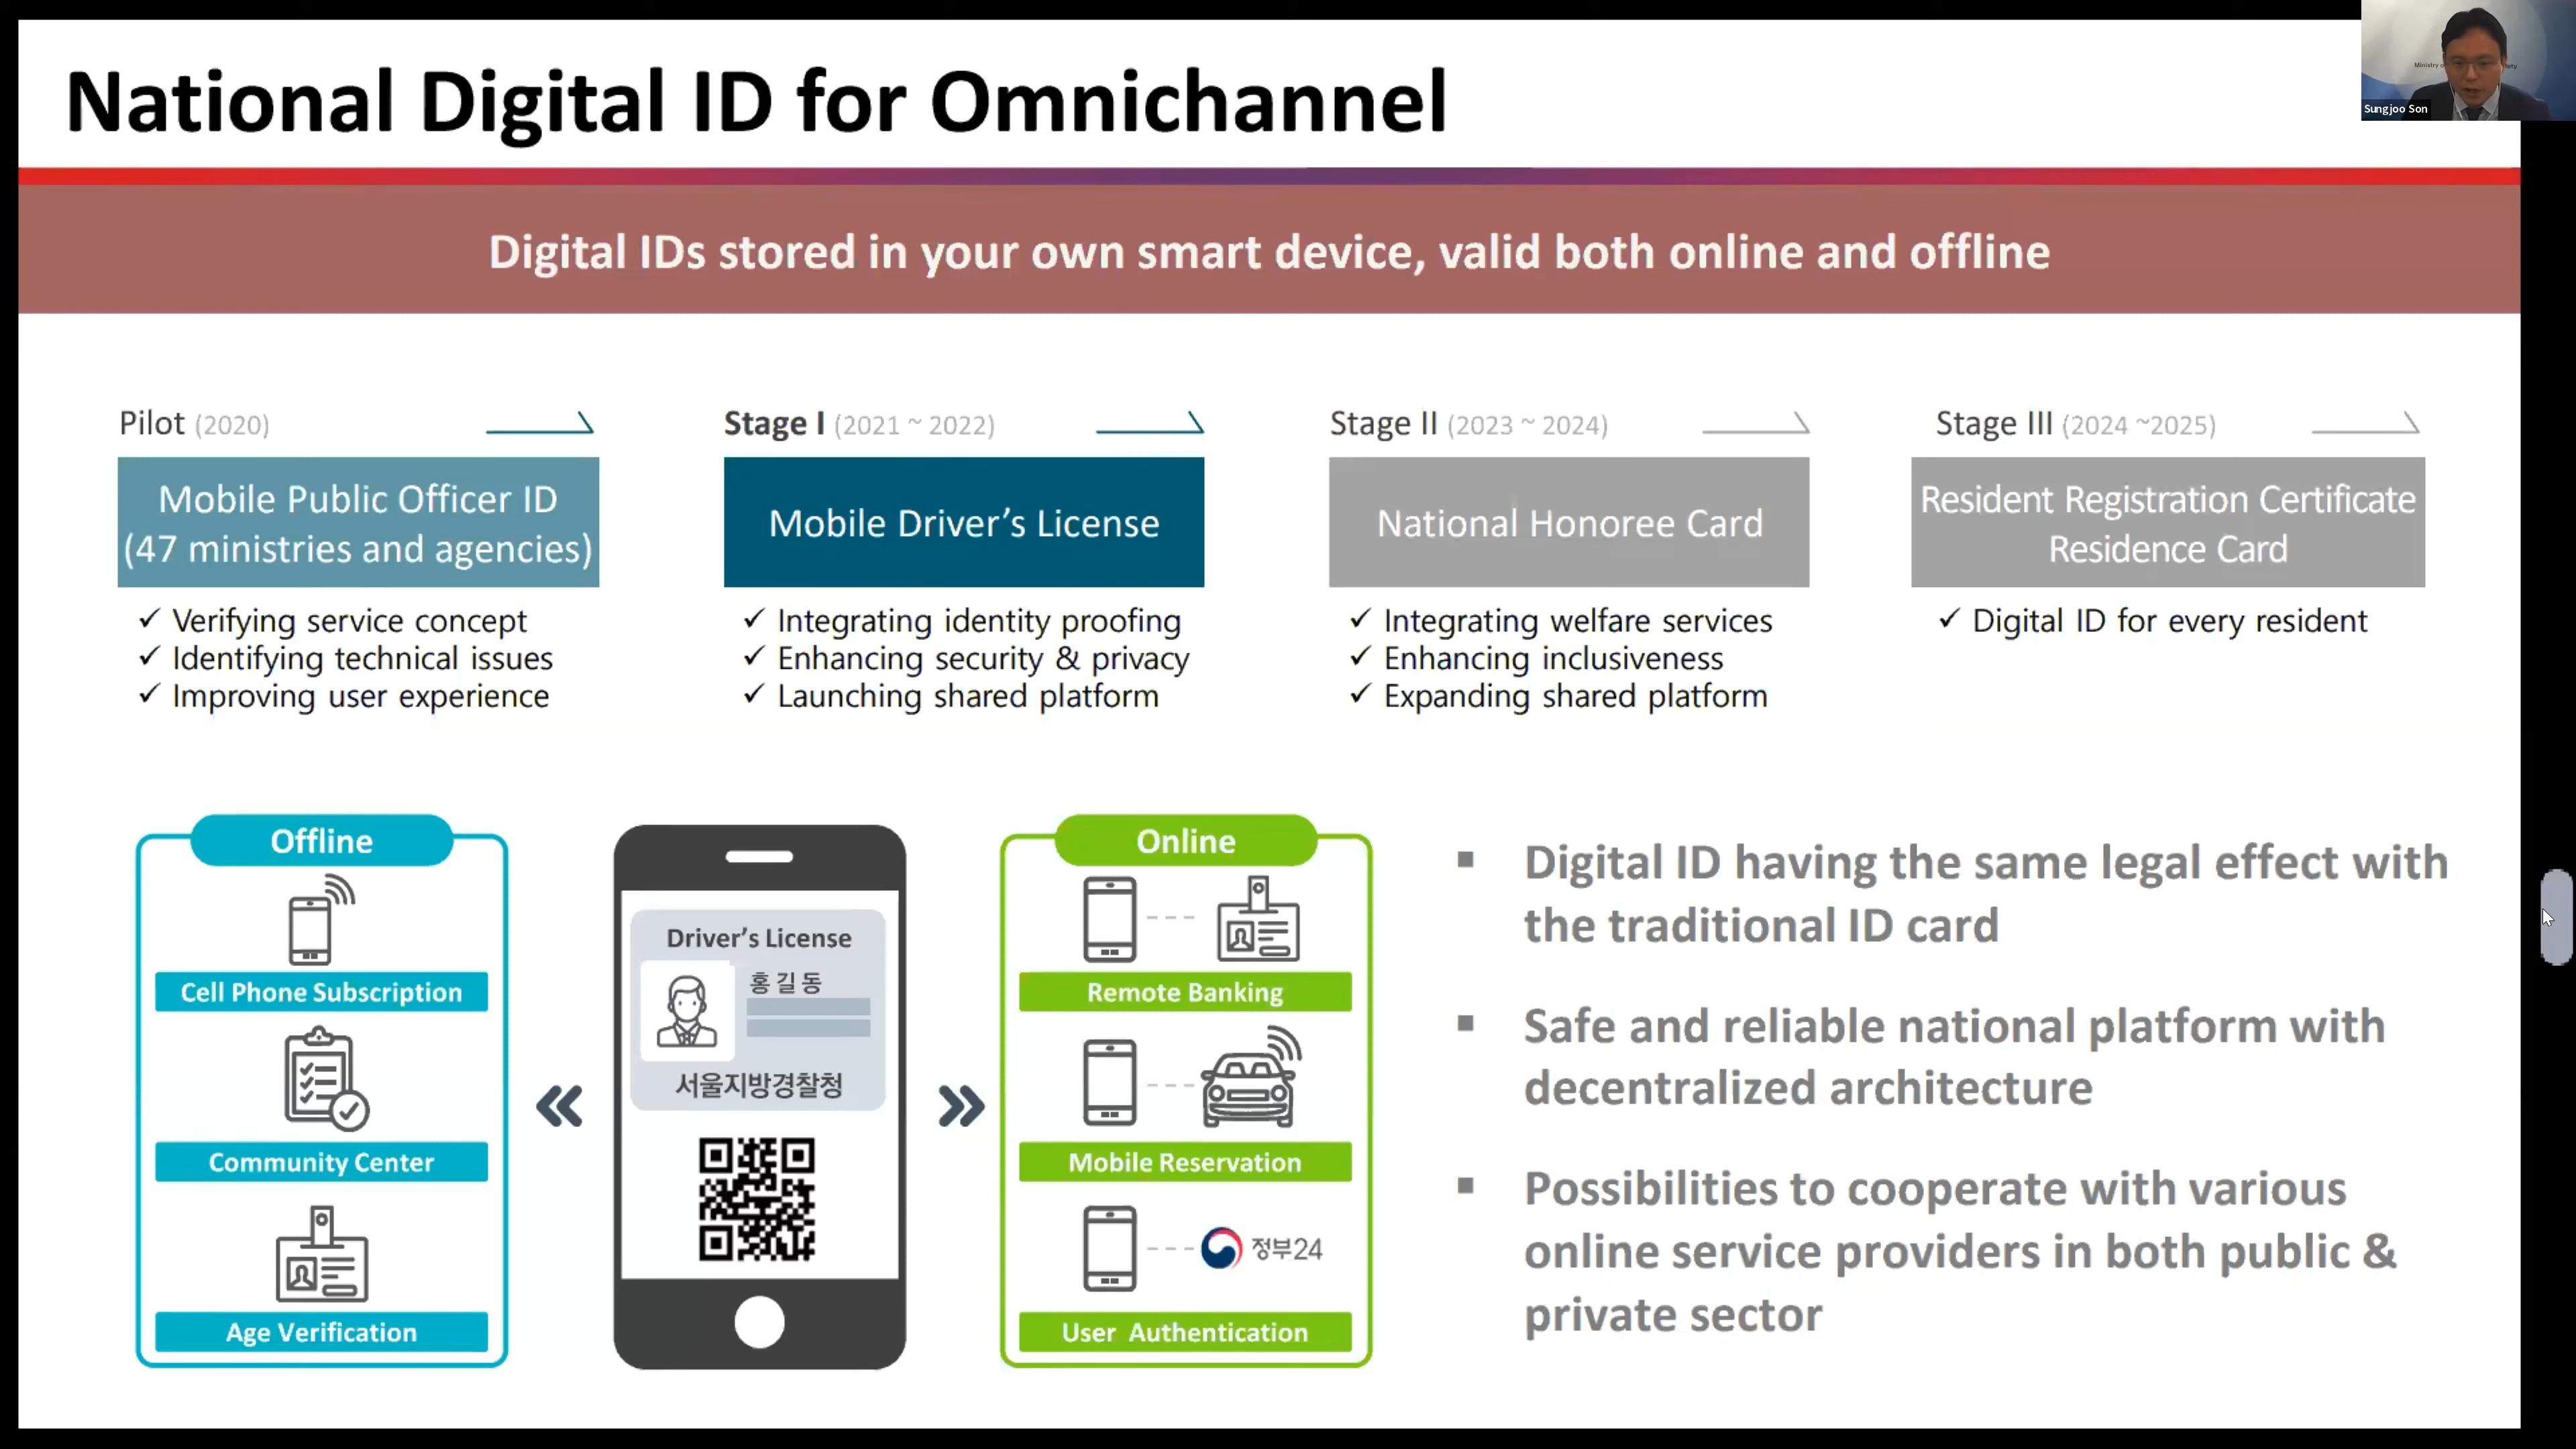 National Digital ID for Omnichannel
Sungjoo Son
Digital IDs stored in your own smart device, valid both online and offline
Pilot (2020)
Mobile Public Officer ID
(47 ministries and agencies)
✓ Verifying service concept
✓ Identifying technical issues
✓ Improving user experience
Stage I (2021 ~ 2022)
Mobile Driver's License
✓ Integrating identity proofing
✓ Enhancing security & privacy
✓ Launching shared platform
Stage II (2023 ~ 2024)
National Honoree Card
✓ Integrating welfare services
✓ Enhancing inclusiveness
✓ Expanding shared platform
Stage III (2024 ~2025)
Resident Registration Certificate
Residence Card
✓ Digital ID for every resident
Offline
Cell Phone Subscription
Community Center
Age Verification
Driver's License
홍 길 동
서울지방경찰청
Online
Remote Banking
Mobile Reservation
정부24
User Authentication
▪ Digital ID having the same legal effect with
the traditional ID card
▪ Safe and reliable national platform with
decentralized architecture
▪ Possibilities to cooperate with various
online service providers in both public &
private sector